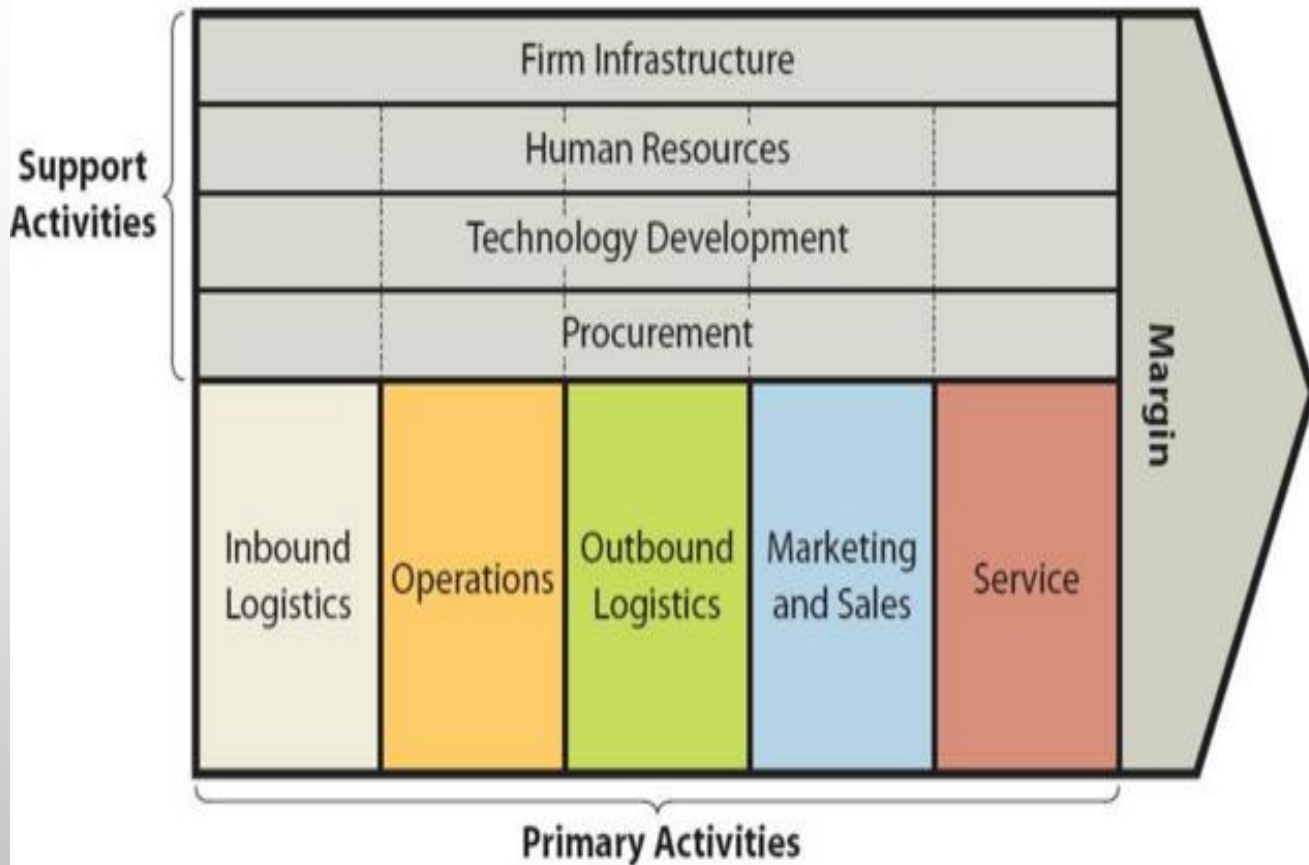 Firm Infrastructure
Human Resources
Support
Activities
Technology Development
Procurement
Margin
Inbound
Logistics
Operations
Outbound
Logistics
Marketing
and Sales
Service
Primary Activities